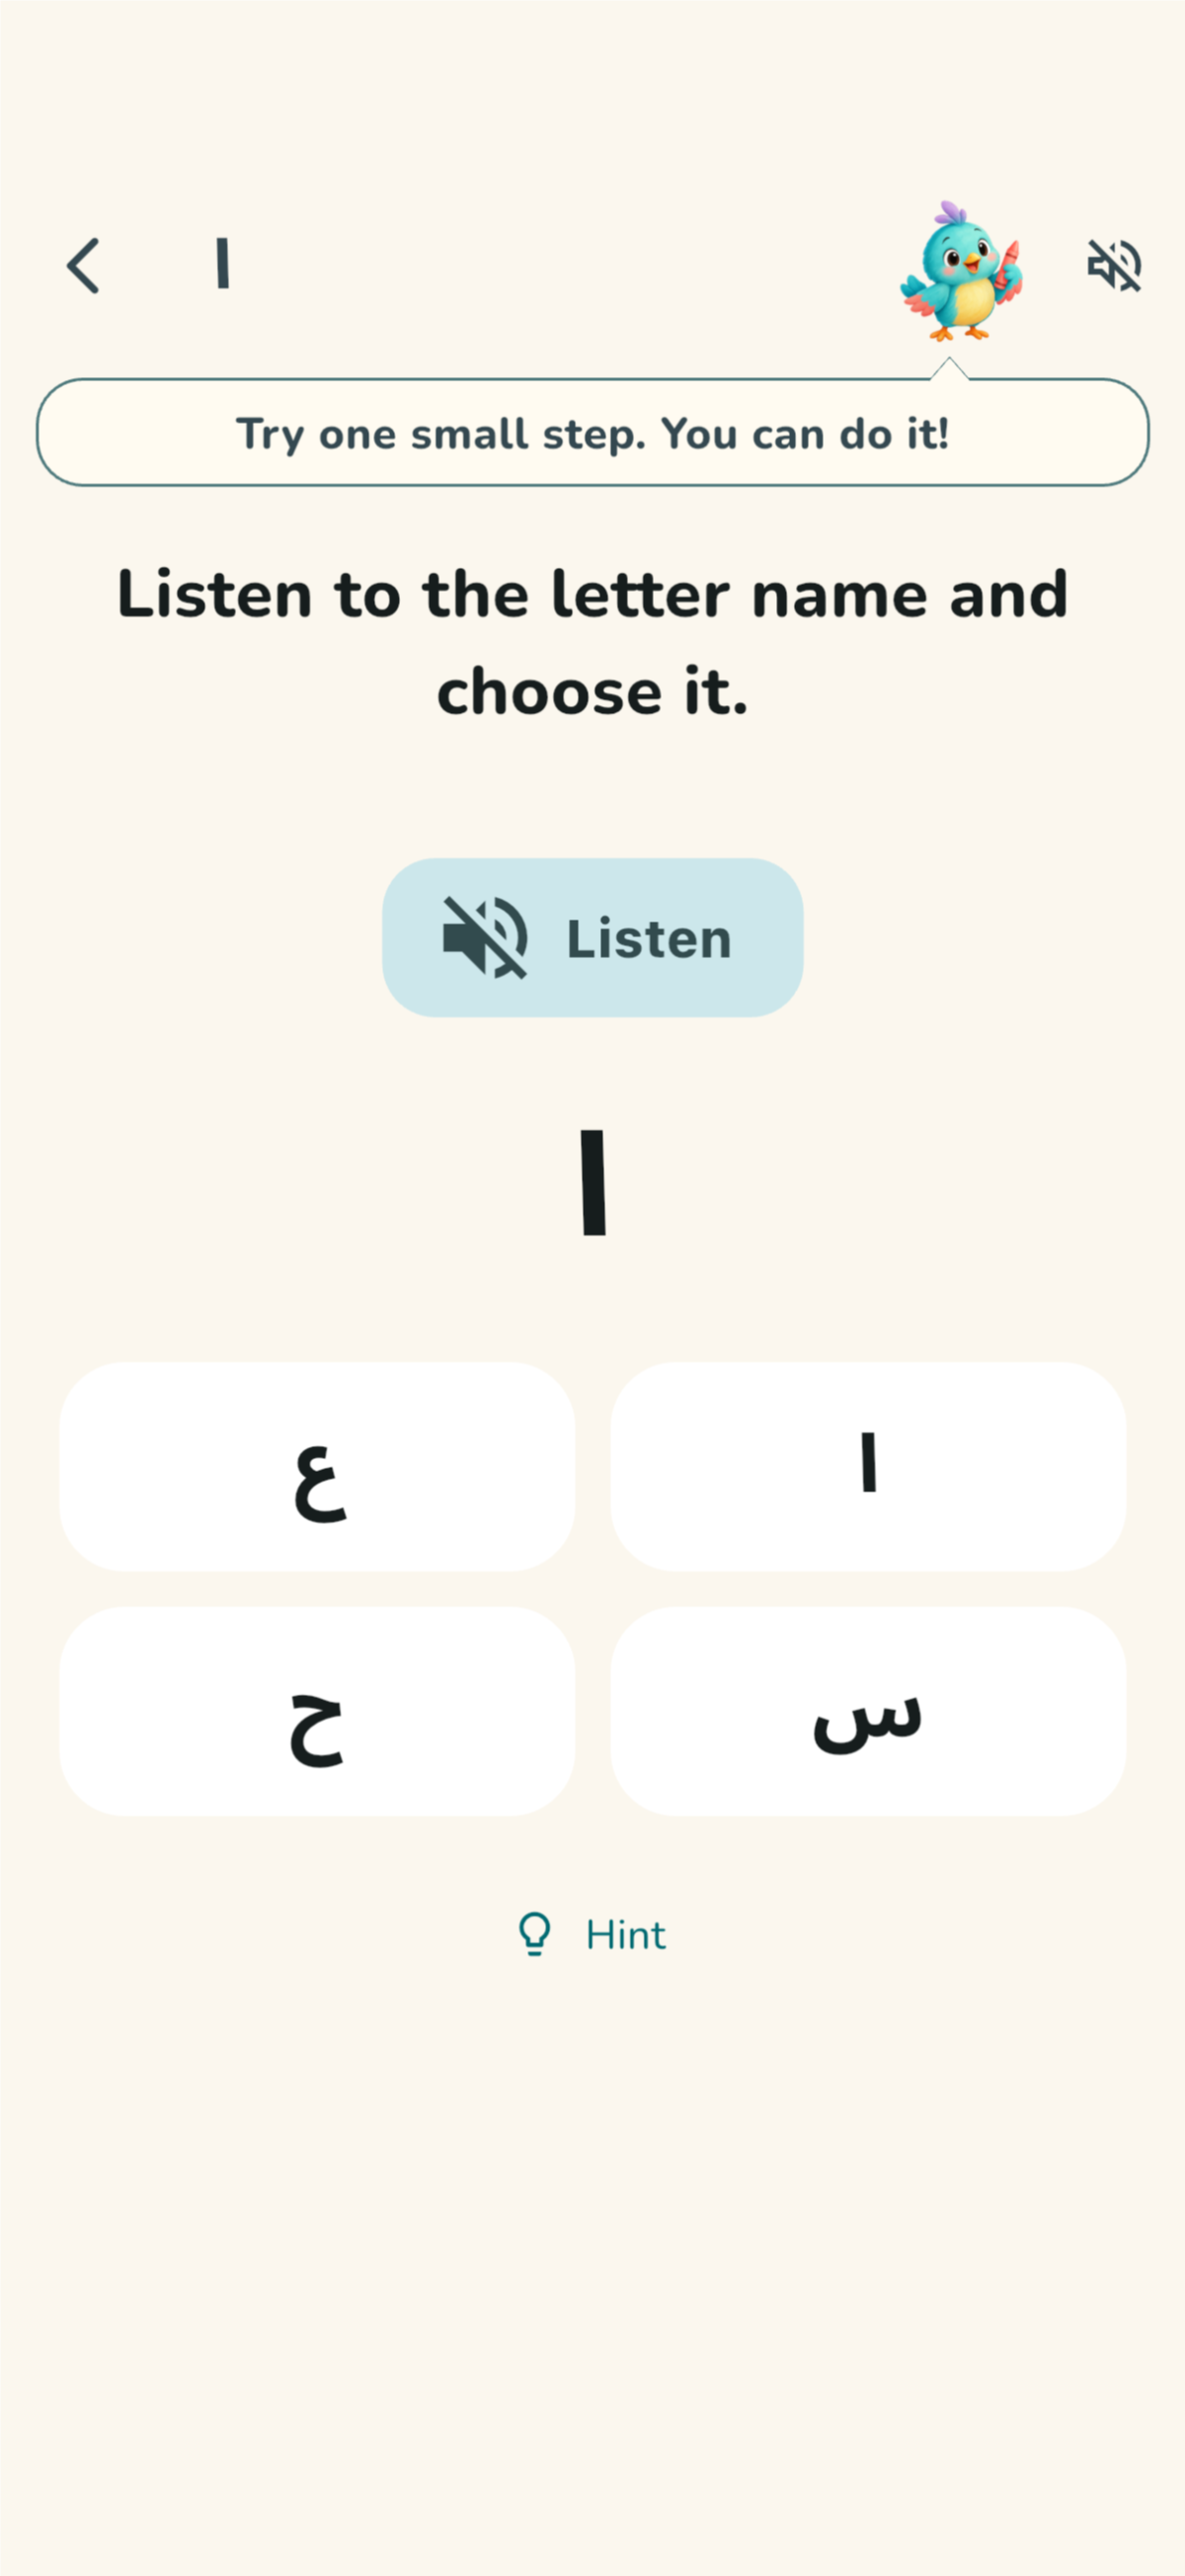 ا
Try one small step. You can do it!
Listen to the letter name and
choose it.
Listen
ا
ع
ا
ح
س
Hint